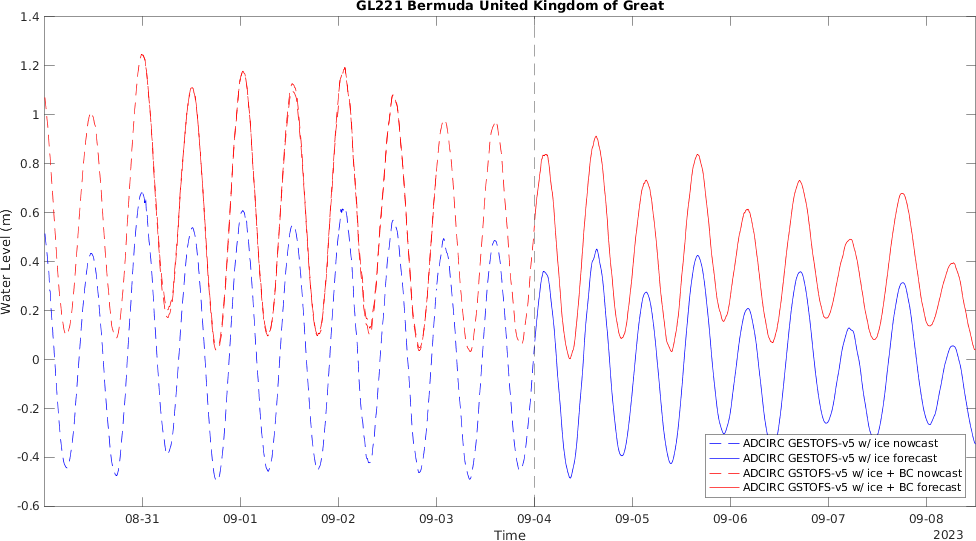 GL221 Bermuda United Kingdom of Great
1.4
1.2
1
0.8
0.6
0.4
0.2
0
-0.2
-0.4
-0.6
Water Level (m)
ADCIRC GESTOFS-v5 w/ ice nowcast
ADCIRC GESTOFS-v5 w/ ice forecast
ADCIRC GSTOFS-v5 w/ ice + BC nowcast
ADCIRC GSTOFS-v5 w/ ice + BC forecast
08-31 09-01 09-02 09-03 09-04 09-05 09-06 09-07 09-08
Time
2023